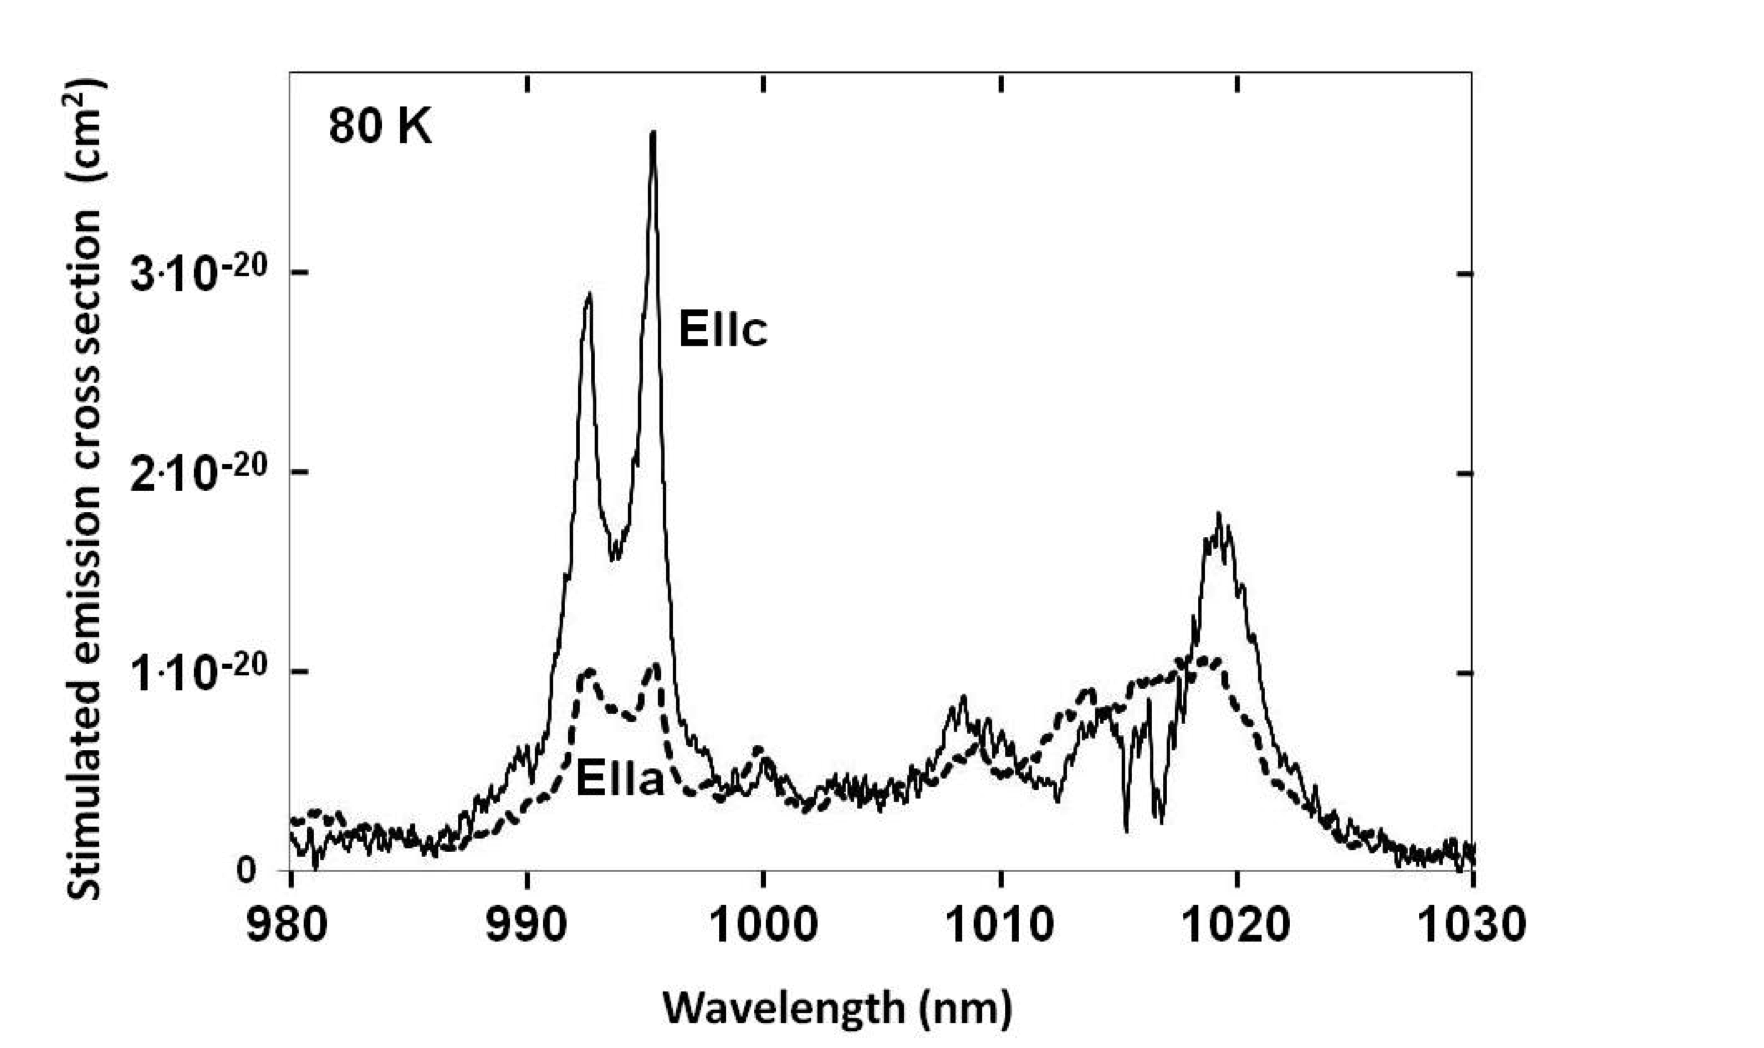 Stimulated emission cross section (cm²)
80 K
3·10⁻²⁰
EIIc
2·10⁻²⁰
1·10⁻²⁰
EIIa
0
980 990 1000 1010 1020 1030
Wavelength (nm)